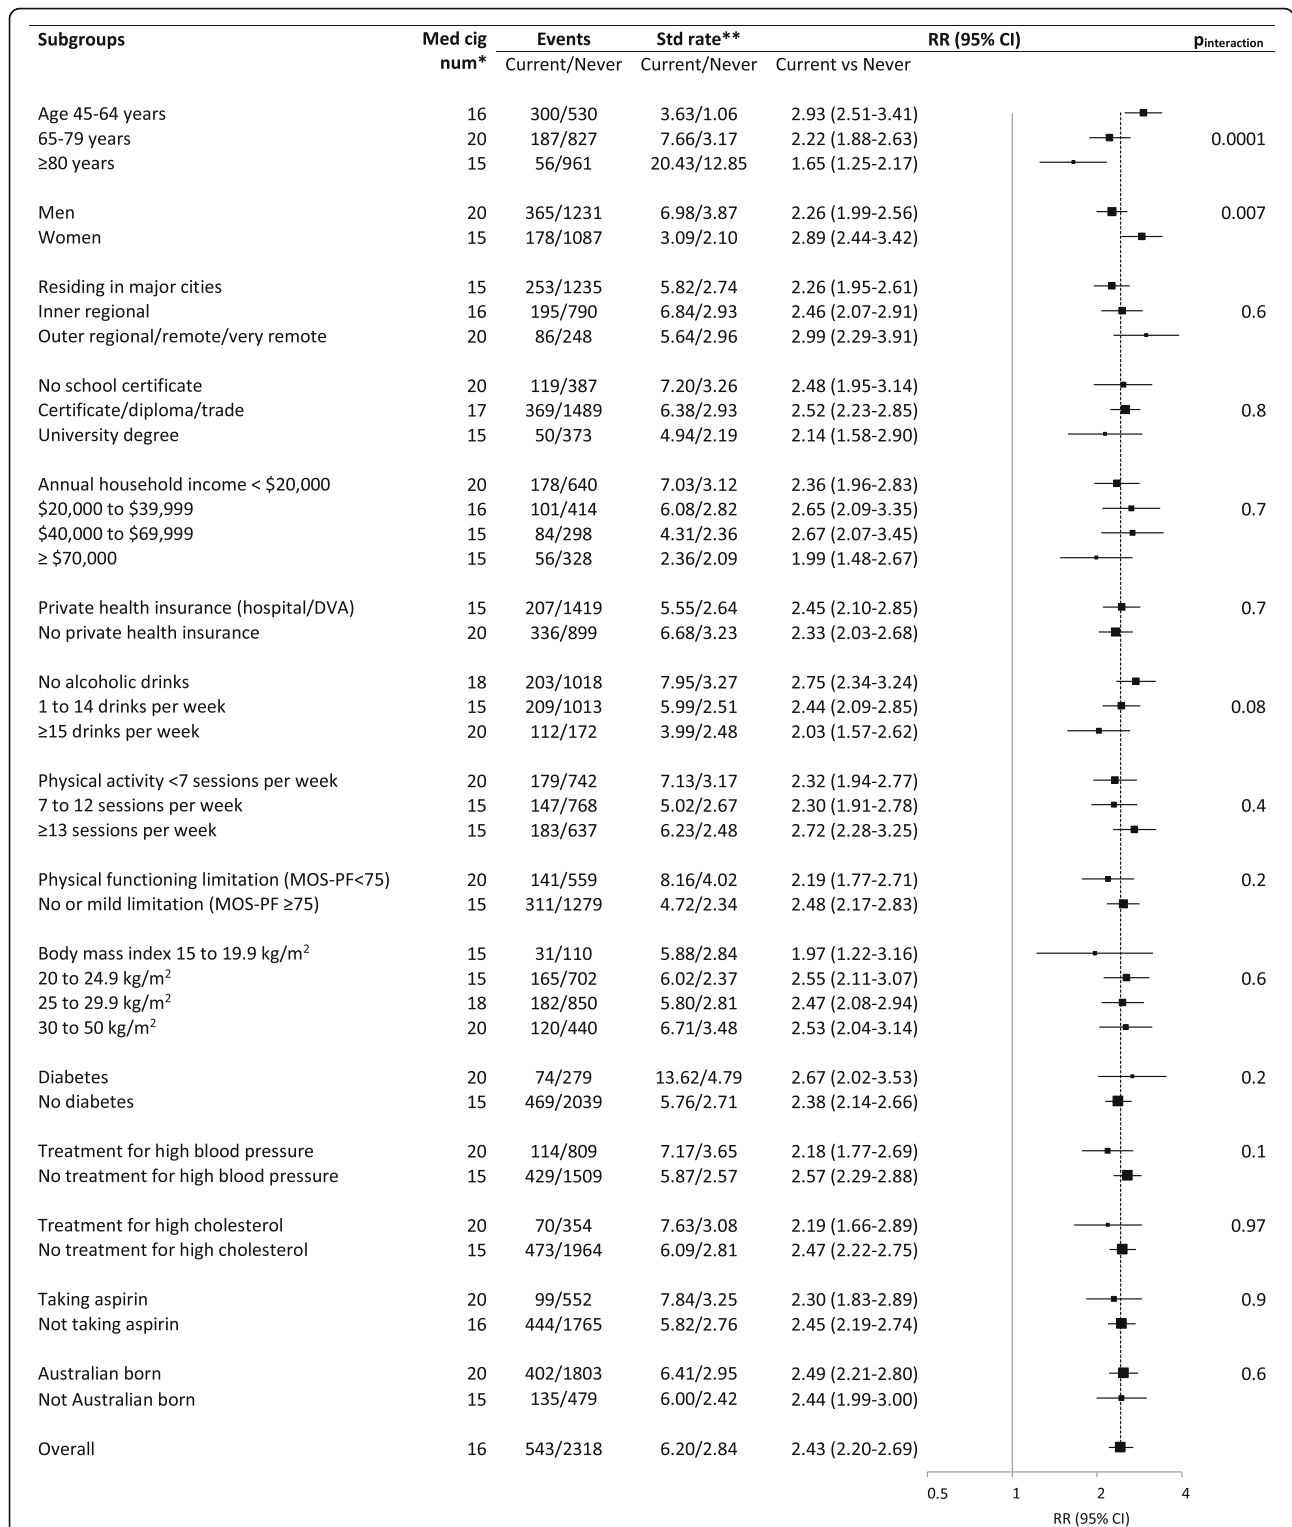 Subgroups Med cig num* Events Std rate** RR (95% CI) pinteraction
Current/Never Current/Never Current vs Never
Age 45-64 years 16 300/530 3.63/1.06 2.93 (2.51-3.41)
65-79 years 20 187/827 7.66/3.17 2.22 (1.88-2.63) 0.0001
≥80 years 15 56/961 20.43/12.85 1.65 (1.25-2.17)
Men 20 365/1231 6.98/3.87 2.26 (1.99-2.56) 0.007
Women 15 178/1087 3.09/2.10 2.89 (2.44-3.42)
Residing in major cities 15 253/1235 5.82/2.74 2.26 (1.95-2.61)
Inner regional 16 195/790 6.84/2.93 2.46 (2.07-2.91) 0.6
Outer regional/remote/very remote 20 86/248 5.64/2.96 2.99 (2.29-3.91)
No school certificate 20 119/387 7.20/3.26 2.48 (1.95-3.14)
Certificate/diploma/trade 17 369/1489 6.38/2.93 2.52 (2.23-2.85) 0.8
University degree 15 50/373 4.94/2.19 2.14 (1.58-2.90)
Annual household income < $20,000 20 178/640 7.03/3.12 2.36 (1.96-2.83)
$20,000 to $39,999 16 101/414 6.08/2.82 2.65 (2.09-3.35) 0.7
$40,000 to $69,999 15 84/298 4.31/2.36 2.67 (2.07-3.45)
≥ $70,000 15 56/328 2.36/2.09 1.99 (1.48-2.67)
Private health insurance (hospital/DVA) 15 207/1419 5.55/2.64 2.45 (2.10-2.85) 0.7
No private health insurance 20 336/899 6.68/3.23 2.33 (2.03-2.68)
No alcoholic drinks 18 203/1018 7.95/3.27 2.75 (2.34-3.24)
1 to 14 drinks per week 15 209/1013 5.99/2.51 2.44 (2.09-2.85) 0.08
≥15 drinks per week 20 112/172 3.99/2.48 2.03 (1.57-2.62)
Physical activity <7 sessions per week 20 179/742 7.13/3.17 2.32 (1.94-2.77)
7 to 12 sessions per week 15 147/768 5.02/2.67 2.30 (1.91-2.78) 0.4
≥13 sessions per week 15 183/637 6.23/2.48 2.72 (2.28-3.25)
Physical functioning limitation (MOS-PF<75) 20 141/559 8.16/4.02 2.19 (1.77-2.71) 0.2
No or mild limitation (MOS-PF ≥75) 15 311/1279 4.72/2.34 2.48 (2.17-2.83)
Body mass index 15 to 19.9 kg/m² 15 31/110 5.88/2.84 1.97 (1.22-3.16)
20 to 24.9 kg/m² 15 165/702 6.02/2.37 2.55 (2.11-3.07) 0.6
25 to 29.9 kg/m² 18 182/850 5.80/2.81 2.47 (2.08-2.94)
30 to 50 kg/m² 20 120/440 6.71/3.48 2.53 (2.04-3.14)
Diabetes 20 74/279 13.62/4.79 2.67 (2.02-3.53) 0.2
No diabetes 15 469/2039 5.76/2.71 2.38 (2.14-2.66)
Treatment for high blood pressure 20 114/809 7.17/3.65 2.18 (1.77-2.69) 0.1
No treatment for high blood pressure 15 429/1509 5.87/2.57 2.57 (2.29-2.88)
Treatment for high cholesterol 20 70/354 7.63/3.08 2.19 (1.66-2.89) 0.97
No treatment for high cholesterol 15 473/1964 6.09/2.81 2.47 (2.22-2.75)
Taking aspirin 20 99/552 7.84/3.25 2.30 (1.83-2.89) 0.9
Not taking aspirin 16 444/1765 5.82/2.76 2.45 (2.19-2.74)
Australian born 20 402/1803 6.41/2.95 2.49 (2.21-2.80) 0.6
Not Australian born 15 135/479 6.00/2.42 2.44 (1.99-3.00)
Overall 16 543/2318 6.20/2.84 2.43 (2.20-2.69)
0.5 1 2 4
RR (95% CI)